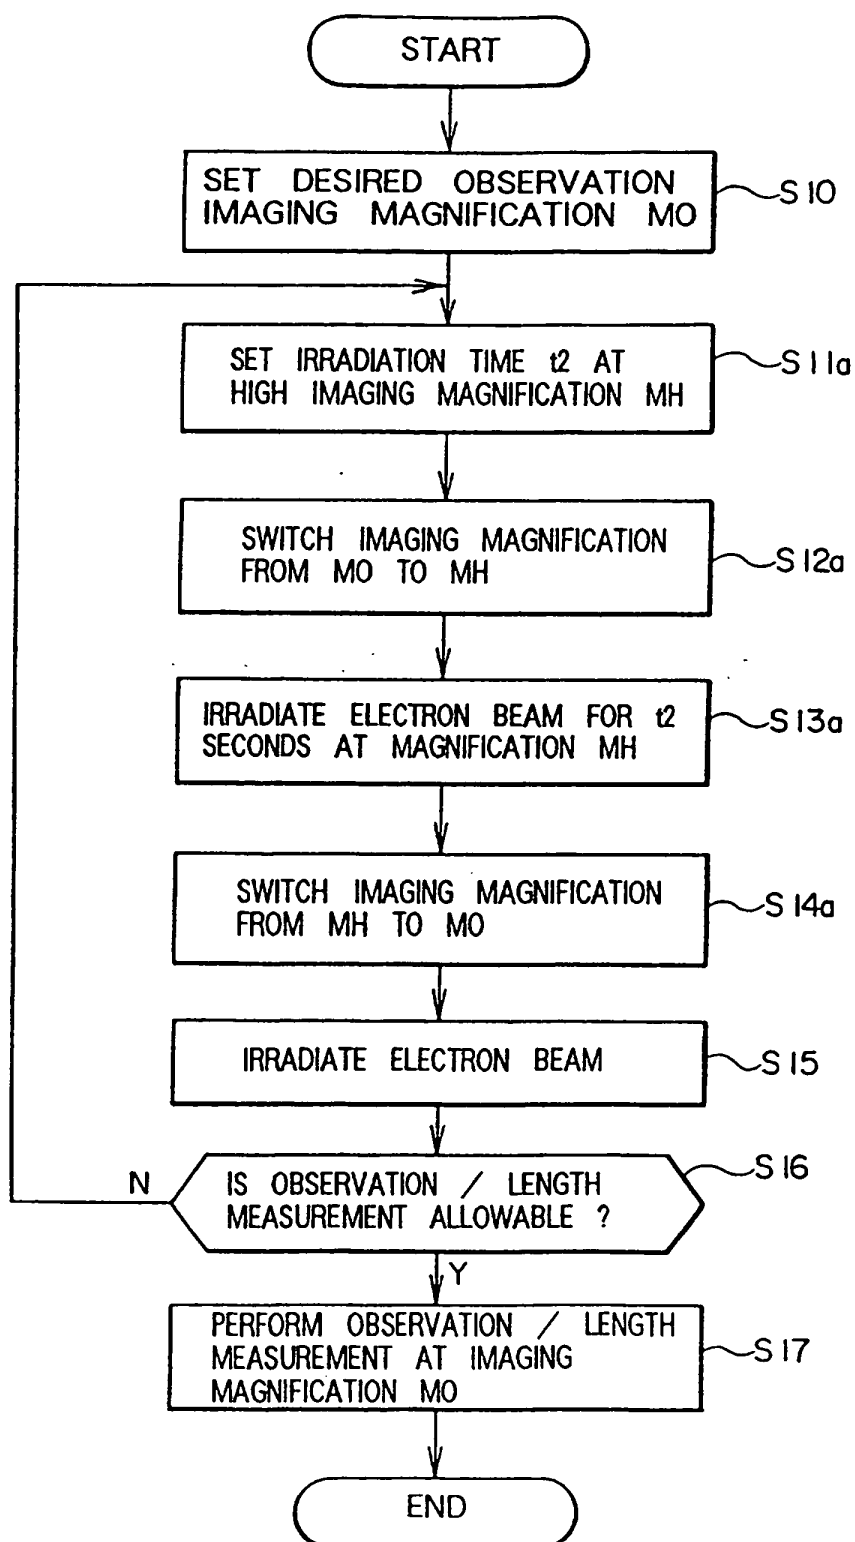 START
SET DESIRED OBSERVATION
IMAGING MAGNIFICATION MO
S10
SET IRRADIATION TIME t2 AT
HIGH IMAGING MAGNIFICATION MH
S11a
SWITCH IMAGING MAGNIFICATION
FROM MO TO MH
S12a
IRRADIATE ELECTRON BEAM FOR t2
SECONDS AT MAGNIFICATION MH
S13a
SWITCH IMAGING MAGNIFICATION
FROM MH TO MO
S14a
IRRADIATE ELECTRON BEAM
S15
N
IS OBSERVATION / LENGTH
MEASUREMENT ALLOWABLE ?
S16
Y
PERFORM OBSERVATION / LENGTH
MEASUREMENT AT IMAGING
MAGNIFICATION MO
S17
END